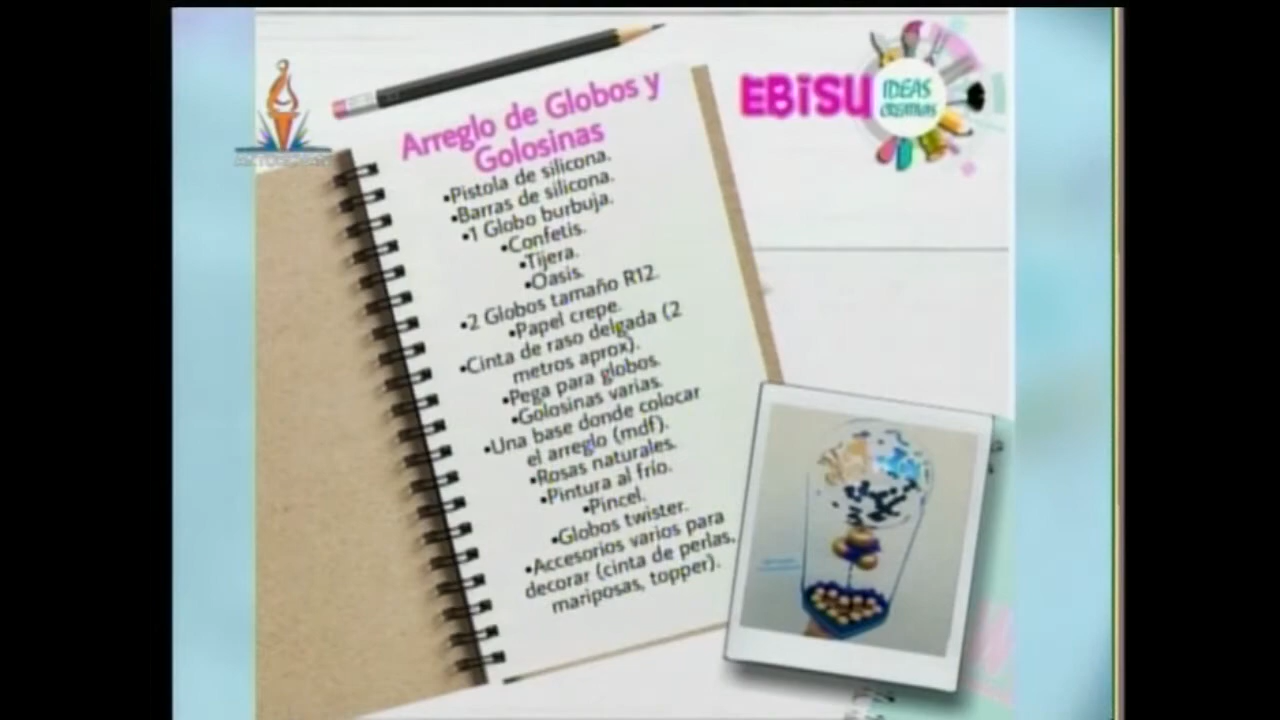 EBiSU
IDEAS
Arreglo de Globos y
Golosinas
•Pistola de silicona.
•Barras de silicona.
•1 Globo burbuja.
•Confetis.
•Tijera.
•Oasis.
•2 Globos tamaño R12.
•Papel crepe.
•Cinta de raso delgada (2
metros aprox).
•Pega para globos.
•Golosinas varias.
•Una base donde colocar
el arreglo (mdf).
•Rosas naturales.
•Pintura al frío.
•Pincel.
•Globos twister.
•Accesorios varios para
decorar (cinta de perlas,
mariposas, topper).